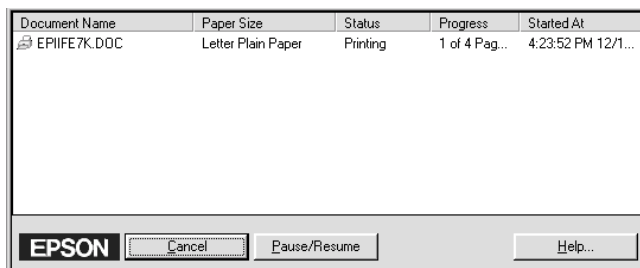 Document Name Paper Size Status Progress Started At
EPIIFE7K.DOC Letter Plain Paper Printing 1 of 4 Pag... 4:23:52 PM 12/1...
EPSON Cancel Pause/Resume Help...